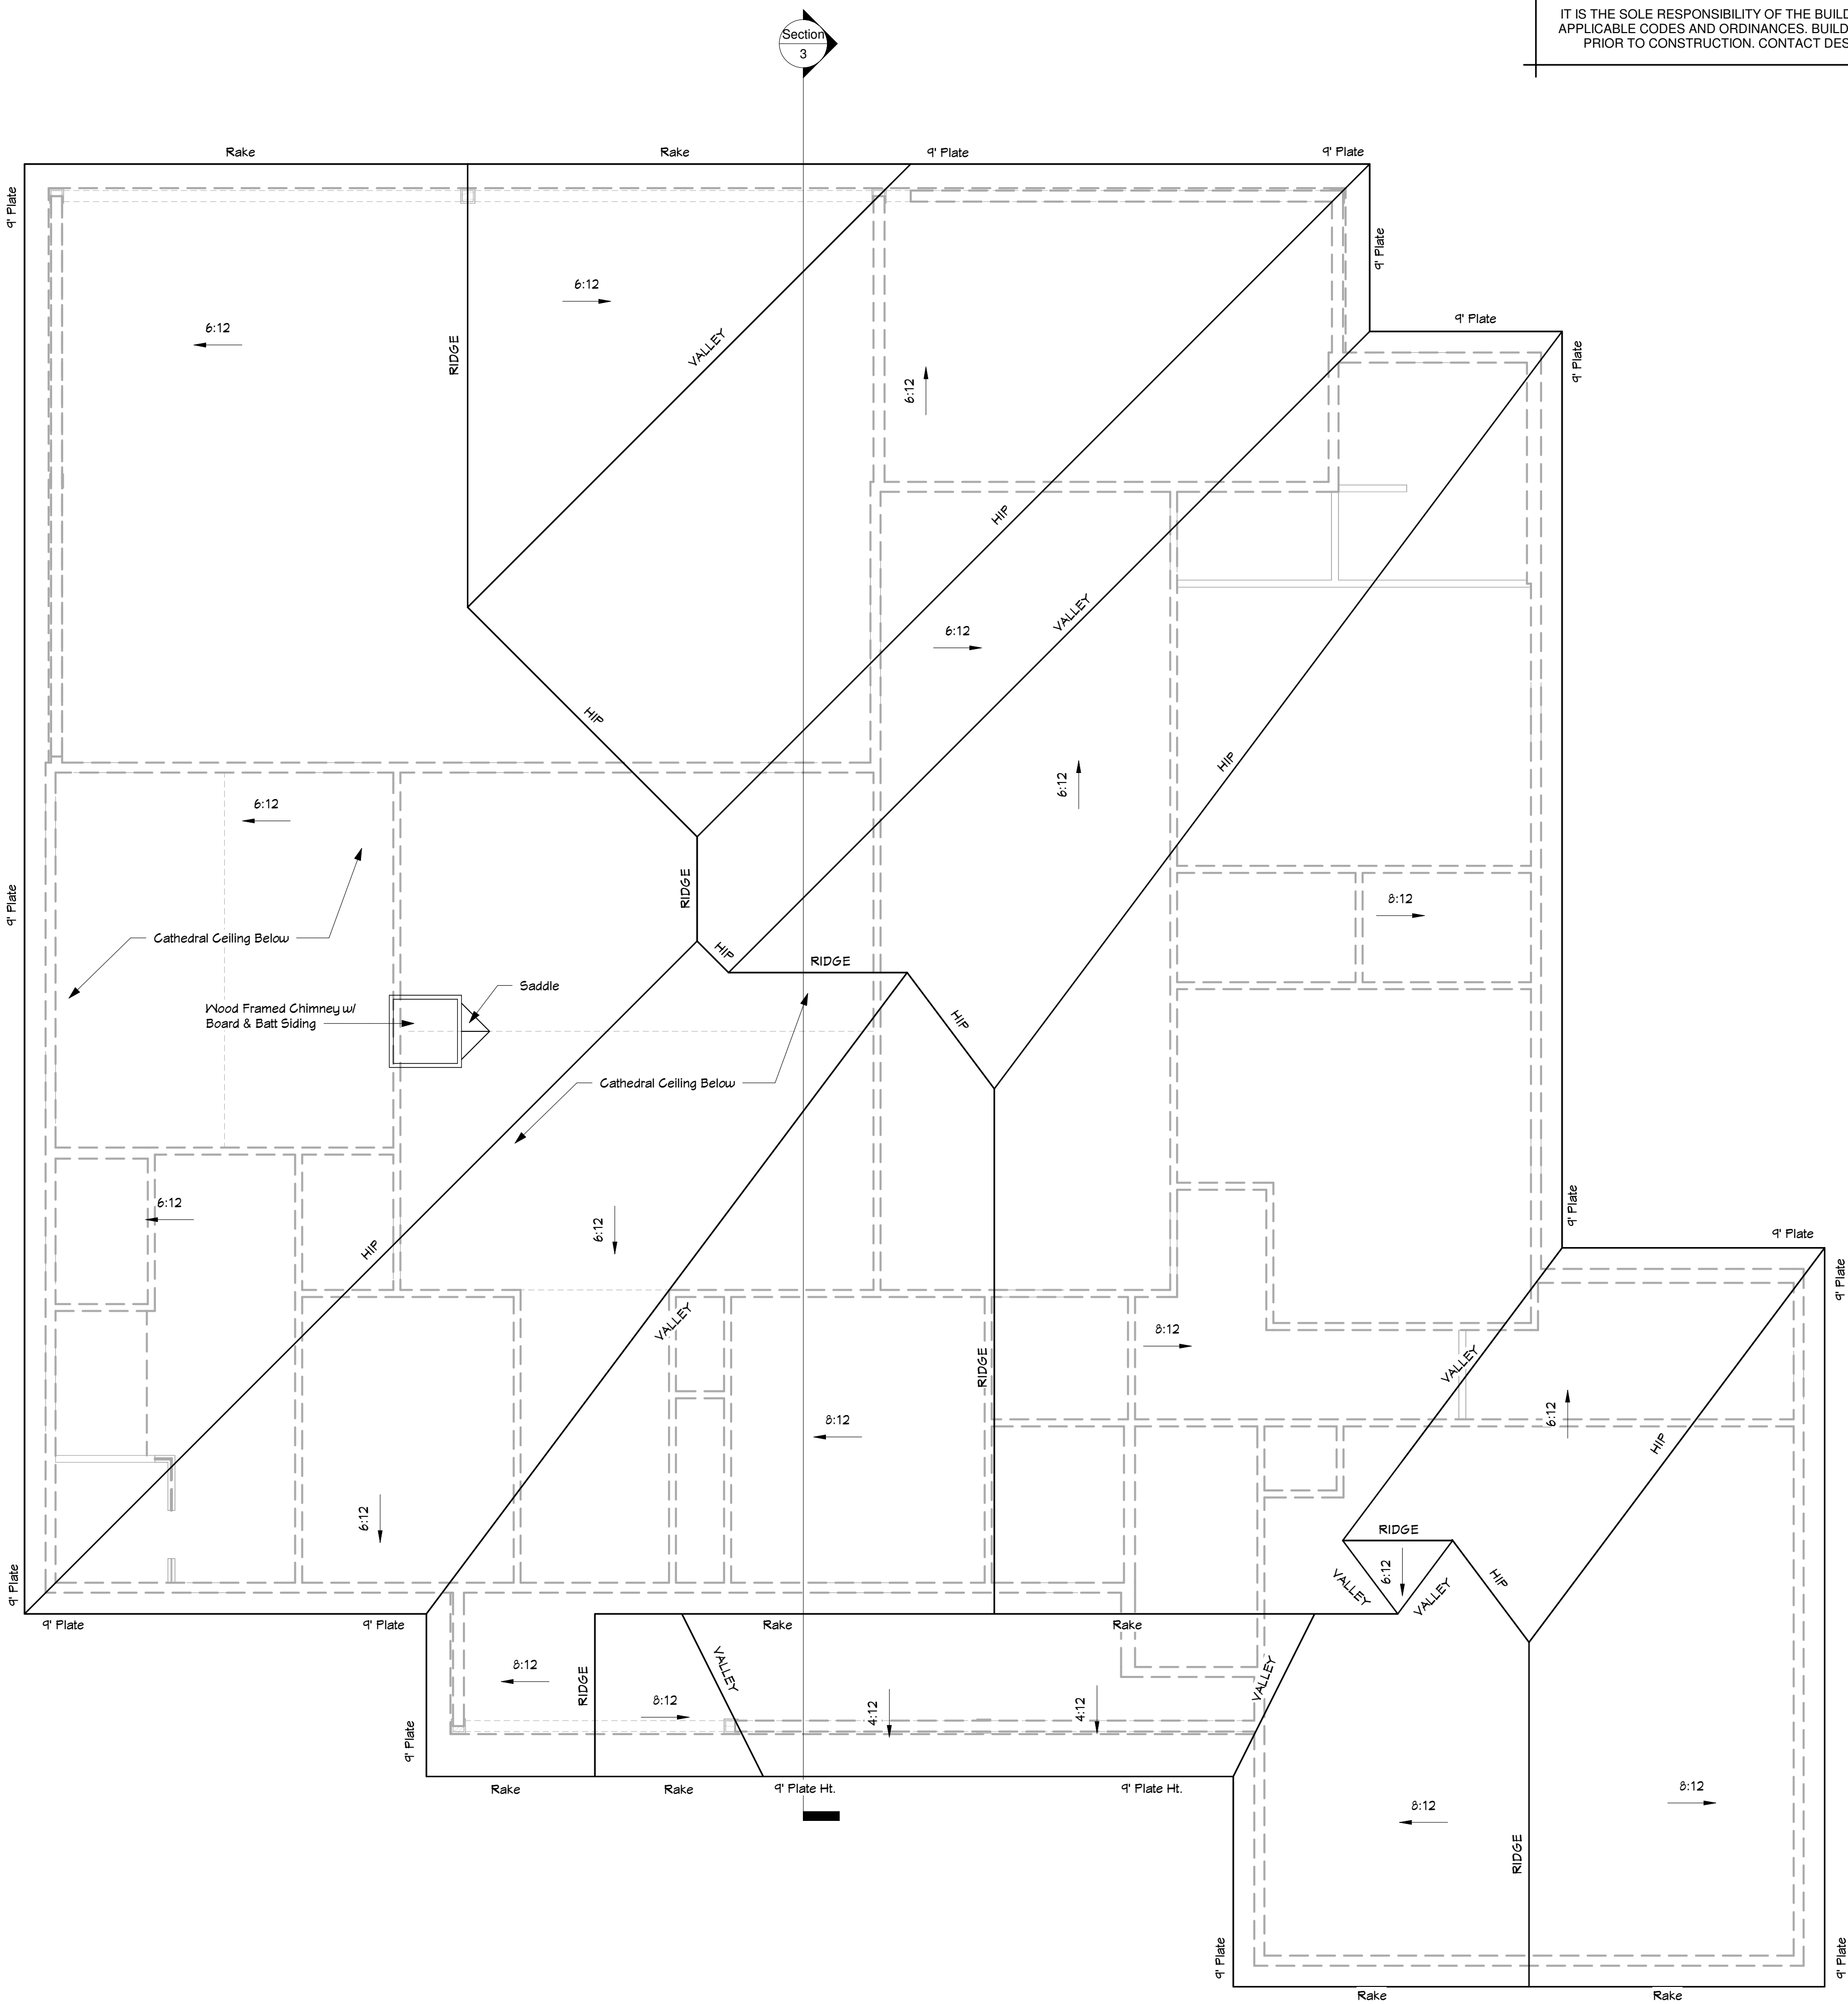 IT IS THE SOLE RESPONSIBILITY OF THE BUILD
APPLICABLE CODES AND ORDINANCES. BUILD
PRIOR TO CONSTRUCTION. CONTACT DES
Section
3
Rake
Rake
9' Plate
9' Plate
9' Plate
9' Plate
9' Plate
9' Plate
6:12
6:12
RIDGE
VALLEY
6:12
HIP
VALLEY
6:12
HIP
HIP
6:12
6:12
RIDGE
9' Plate
8:12
Cathedral Ceiling Below
HIP
RIDGE
Saddle
Wood Framed Chimney w/
Board & Batt Siding
HIP
Cathedral Ceiling Below
6:12
9' Plate
9' Plate
9' Plate
6:12
HIP
VALLEY
RIDGE
8:12
VALLEY
6:12
HIP
8:12
6:12
RIDGE
6:12
HIP
VALLEY
VALLEY
9' Plate
9' Plate
9' Plate
Rake
Rake
8:12
RIDGE
VALLEY
8:12
4:12
4:12
VALLEY
9' Plate
Rake
Rake
9' Plate Ht.
9' Plate Ht.
8:12
8:12
RIDGE
9' Plate
9' Plate
Rake
Rake